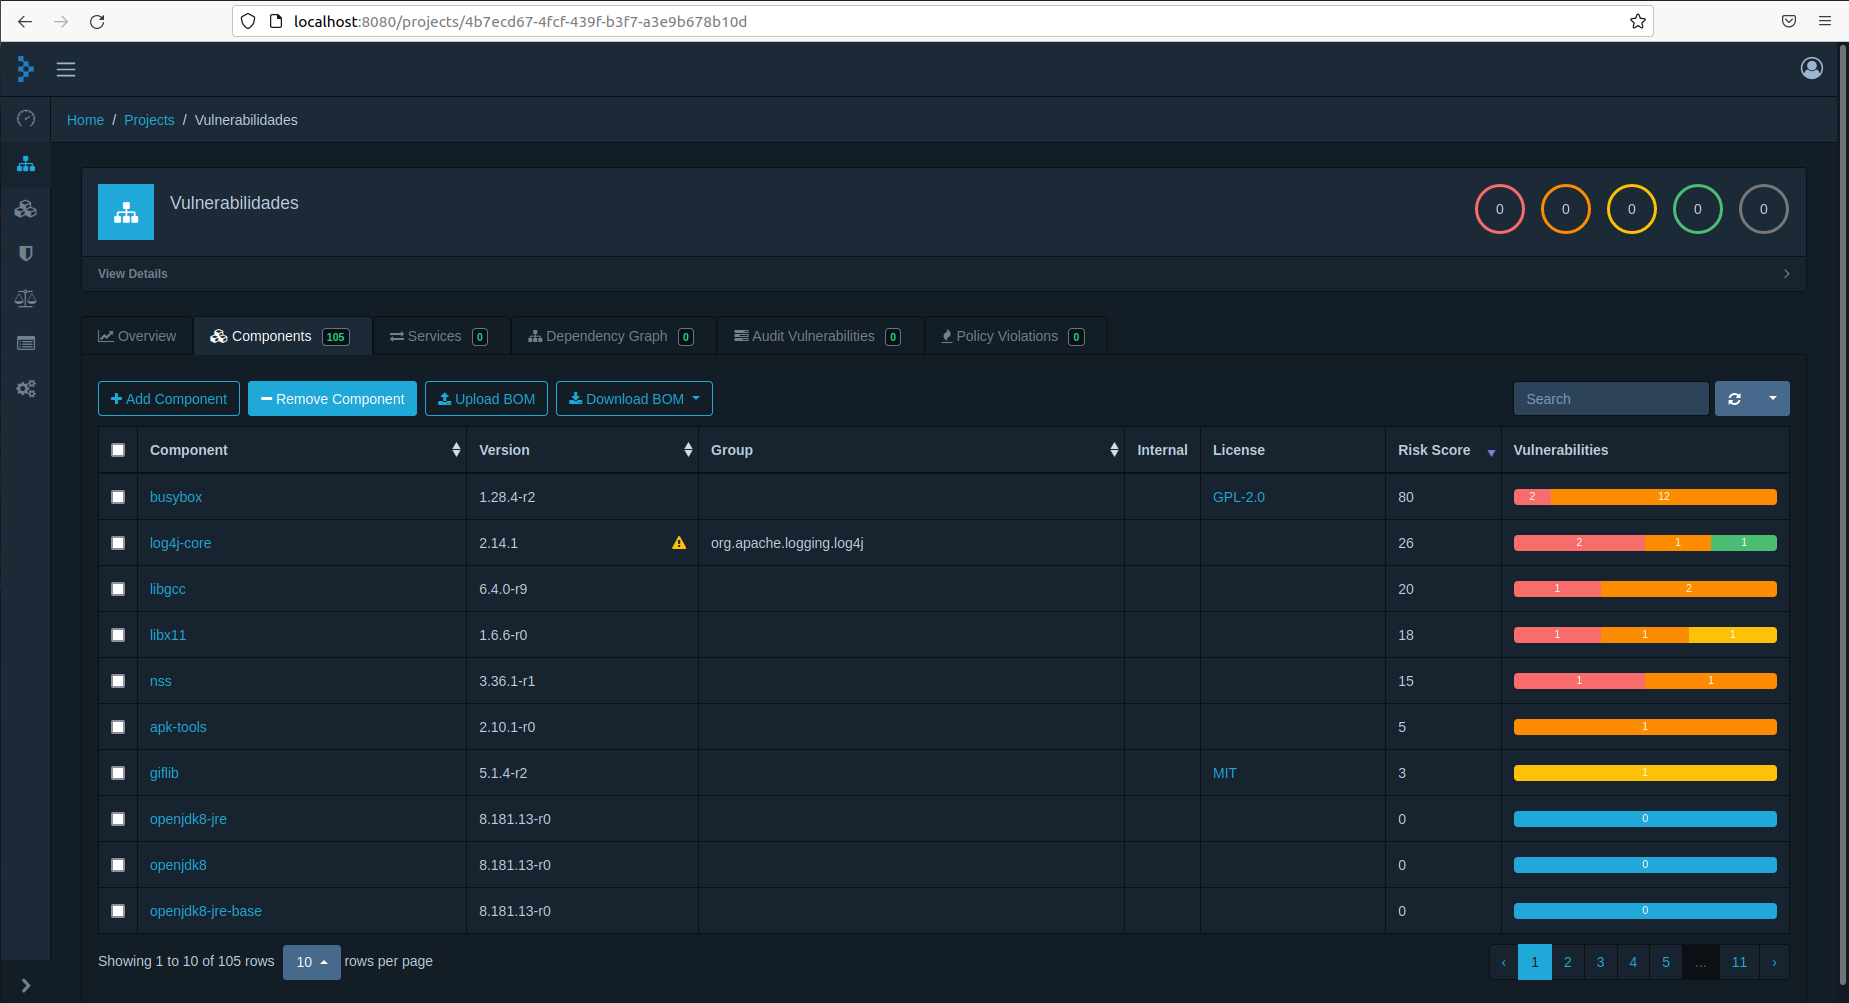 localhost:8080/projects/4b7ecd67-4fcf-439f-b3f7-a3e9b678b10d
Home / Projects / Vulnerabilidades
Vulnerabilidades
0 0 0 0 0
View Details
Overview Components 105 Services 0 Dependency Graph 0 Audit Vulnerabilities 0 Policy Violations 0
Add Component Remove Component Upload BOM Download BOM Search
Component Version Group Internal License Risk Score Vulnerabilities
busybox 1.28.4-r2 GPL-2.0 80 2 12
log4j-core 2.14.1 org.apache.logging.log4j 26 2 1 1
libgcc 6.4.0-r9 20 1 2
libx11 1.6.6-r0 18 1 1 1
nss 3.36.1-r1 15 1 1
apk-tools 2.10.1-r0 5 1
giflib 5.1.4-r2 MIT 3 1
openjdk8-jre 8.181.13-r0 0 0
openjdk8 8.181.13-r0 0 0
openjdk8-jre-base 8.181.13-r0 0 0
Showing 1 to 10 of 105 rows 10 rows per page ‹ 1 2 3 4 5 ... 11 ›